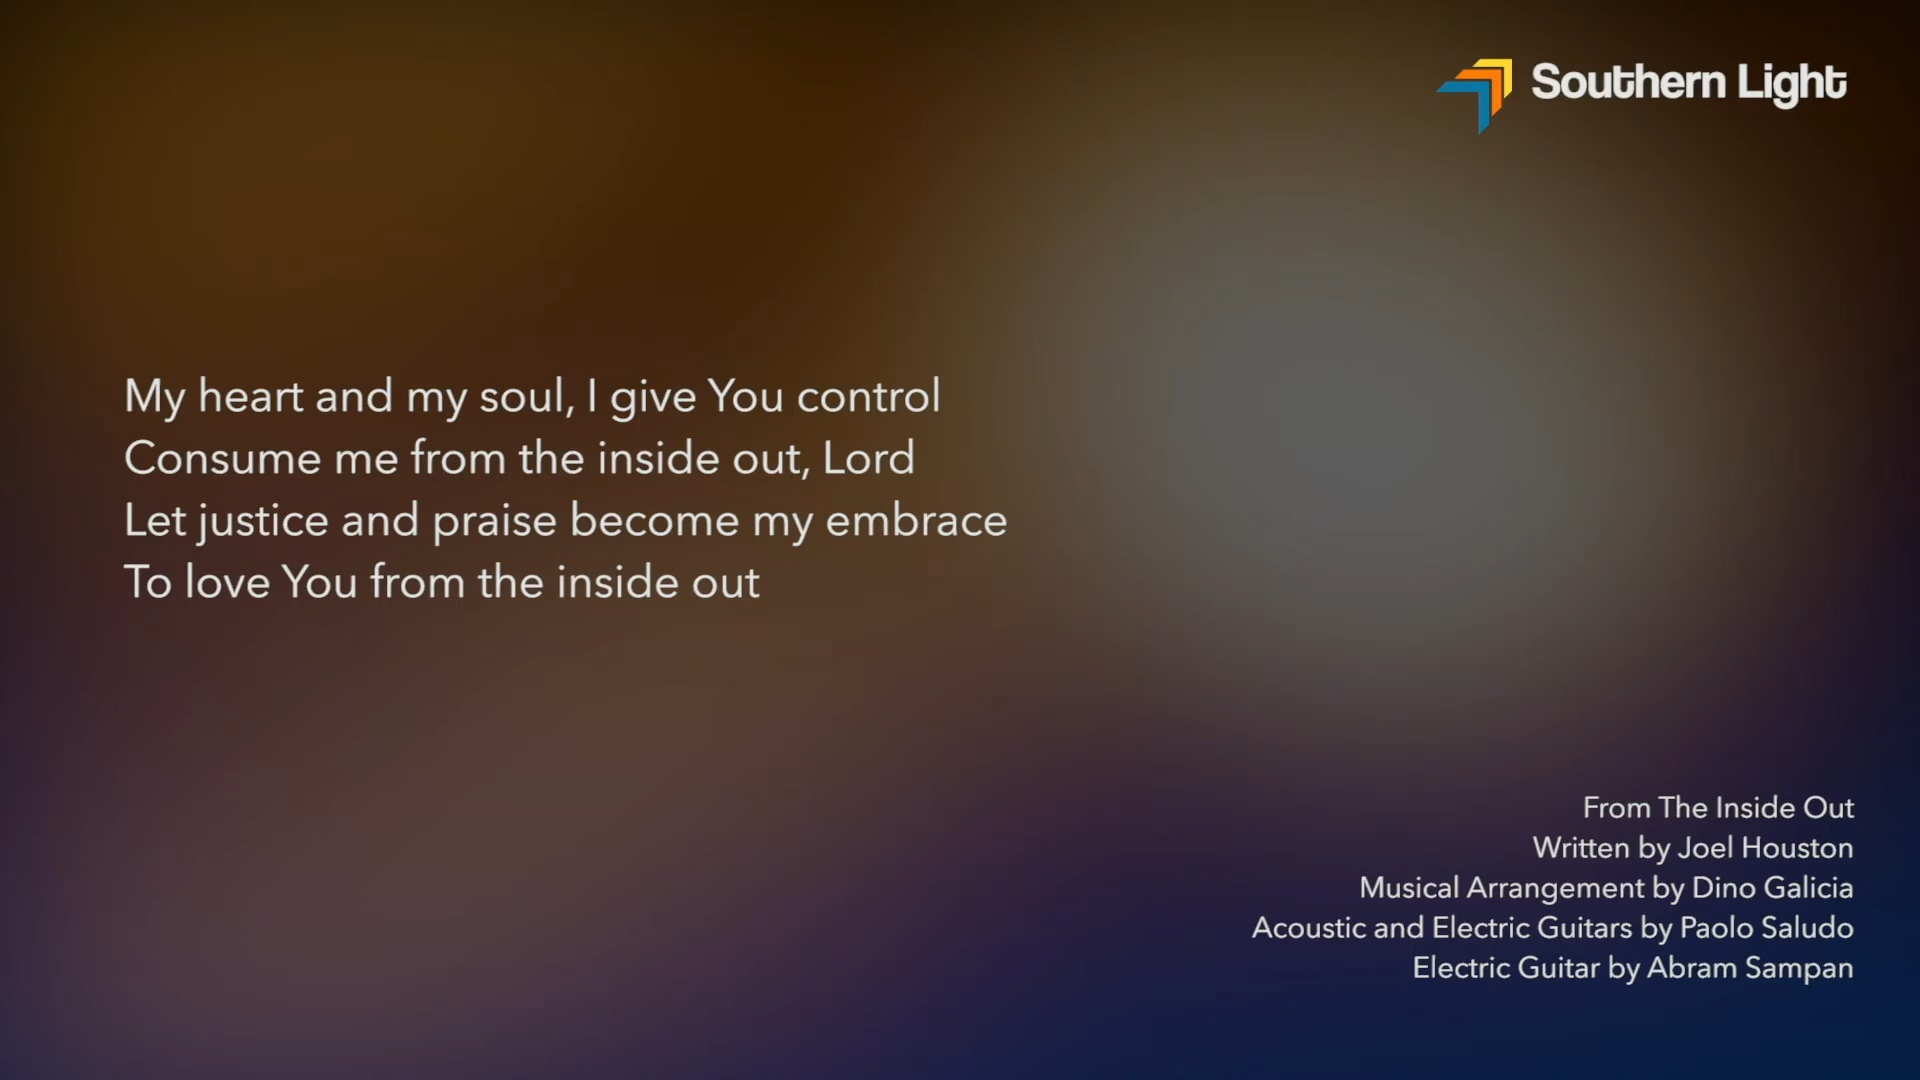 Southern Light
My heart and my soul, I give You control
Consume me from the inside out, Lord
Let justice and praise become my embrace
To love You from the inside out
From The Inside Out
Written by Joel Houston
Musical Arrangement by Dino Galicia
Acoustic and Electric Guitars by Paolo Saludo
Electric Guitar by Abram Sampan